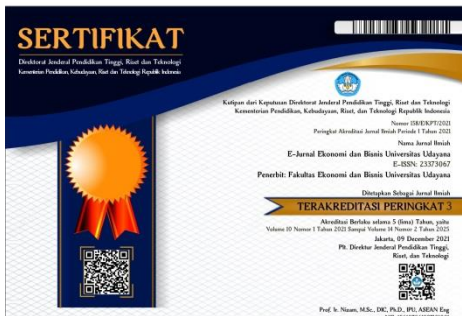 SERTIFIKAT
Direktorat Jenderal Pendidikan Tinggi, Riset dan Teknologi
Kementerian Pendidikan, Kebudayaan, Riset dan Teknologi Republik Indonesia
Kutipan dari Keputusan Direktorat Jenderal Pendidikan Tinggi, Riset dan Teknologi
Kementerian Pendidikan, Kebudayaan, Riset, dan Teknologi Republik Indonesia
Nomor 158/E/KPT/2021
Peringkat Akreditasi Jurnal Ilmiah Periode 1 Tahun 2021
Nama Jurnal Ilmiah
E-Jurnal Ekonomi dan Bisnis Universitas Udayana
E-ISSN: 23373067
Penerbit: Fakultas Ekonomi dan Bisnis Universitas Udayana
Ditetapkan Sebagai Jurnal Ilmiah
TERAKREDITASI PERINGKAT 3
Akreditasi Berlaku selama 5 (lima) Tahun, yaitu
Volume 10 Nomor 1 Tahun 2021 Sampai Volume 14 Nomor 2 Tahun 2025
Jakarta, 09 December 2021
Plt. Direktur Jenderal Pendidikan Tinggi,
Riset, dan Teknologi
Prof. Ir. Nizam, M.Sc., DIC, Ph.D., IPU, ASEAN Eng